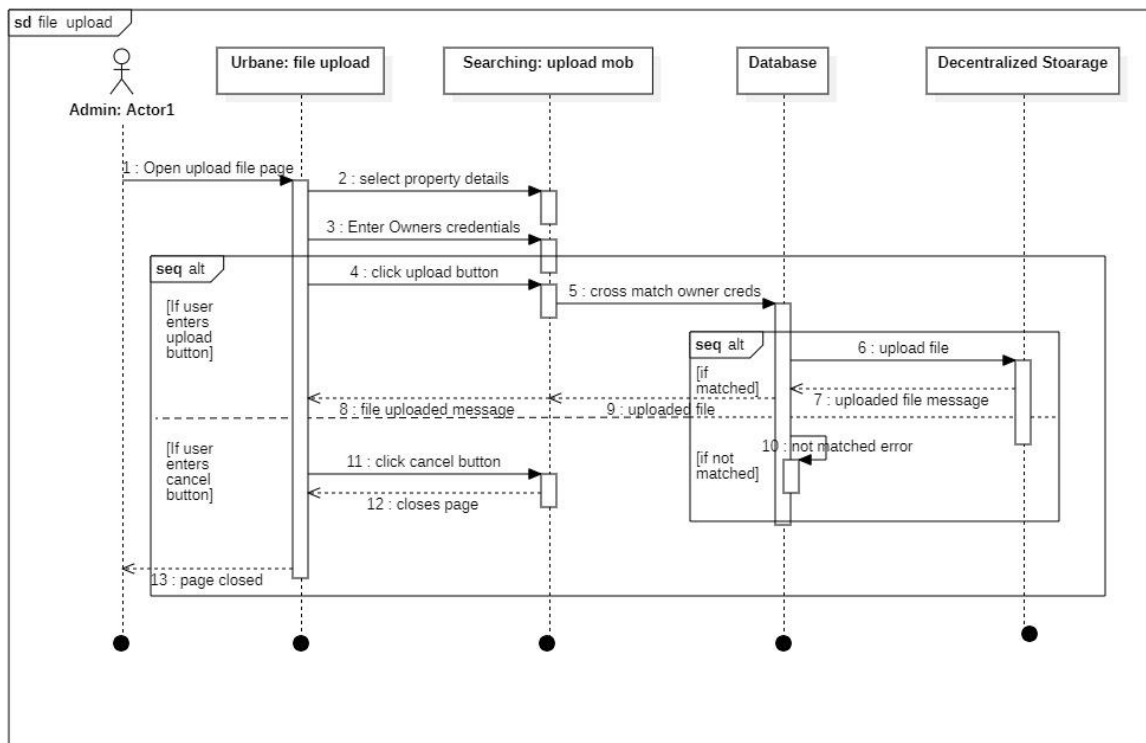 sd file upload
Urbane: file upload
Searching: upload mob
Database
Decentralized Stoarage
Admin: Actor1
1 : Open upload file page
2 : select property details
3 : Enter Owners credentials
seq alt
4 : click upload button
5 : cross match owner creds
[If user
enters
upload
button]
seq alt
6 : upload file
[if
matched]
7 : uploaded file message
8 : file uploaded message
9 : uploaded file
10 : not matched error
[If user
enters
cancel
button]
[if not
matched]
11 : click cancel button
12 : closes page
13 : page closed